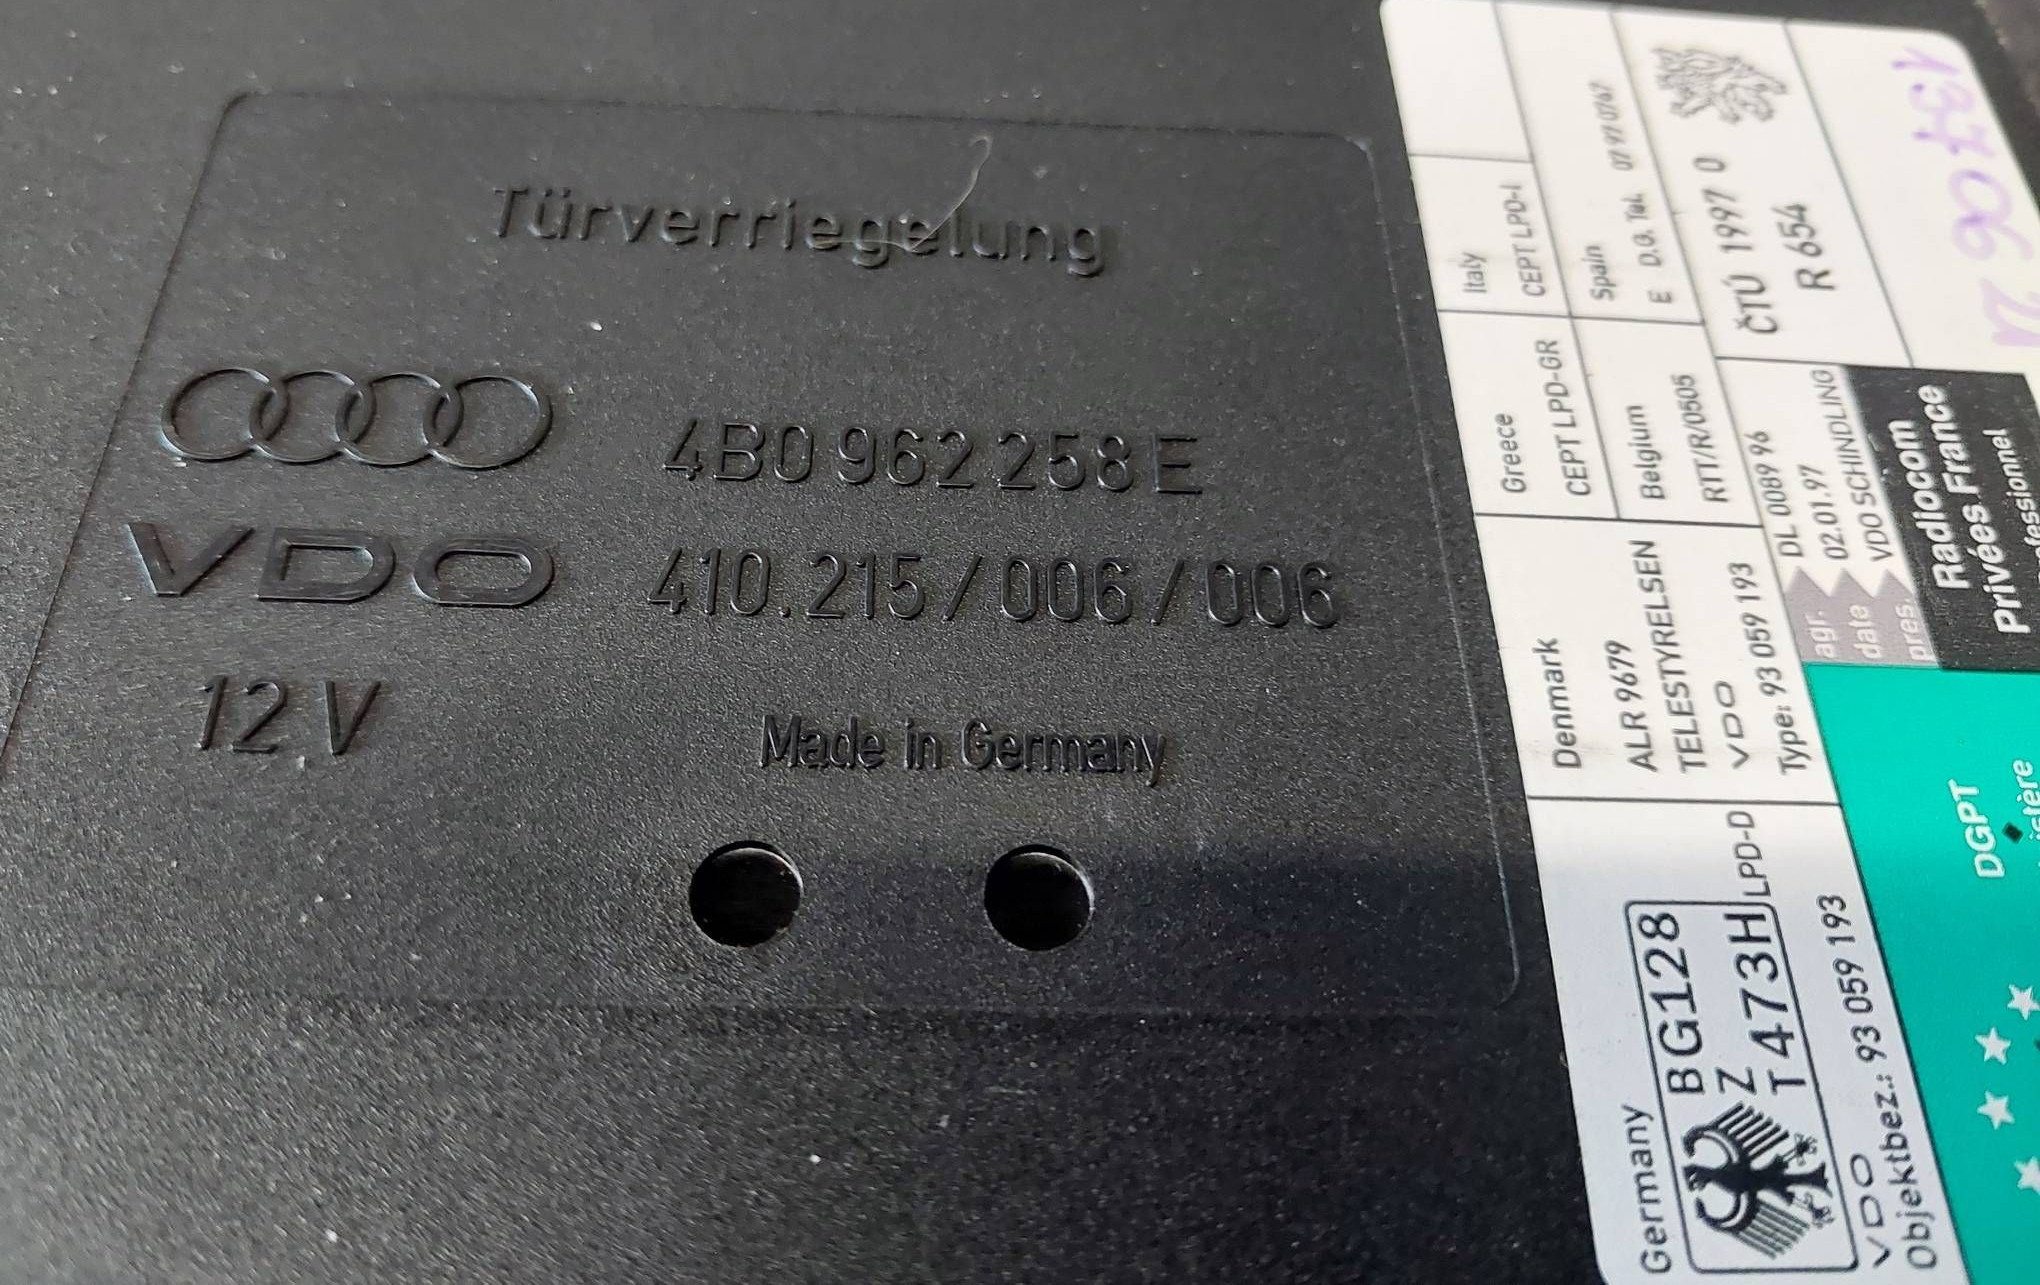 Türverriegelung
4B0 962 258 E
VDO
410.215/006/006
12 V
Made in Germany
Italy
CEPT LPD-I
Spain
E D.G. Tel. 07 97 0767
ČTÚ 1997 0
R 654
Greece
CEPT LPD-GR
Belgium
RTT/R/0505
Denmark
ALR 9679
TELESTYRELSEN
VDO
Type: 93 059 193
agr. DL 0089 96
date 02.01.97
pres. VDO SCHINDLING
Radiocom
Privées.France
Germany
BG128
Z
T473H LPD-D
VDO
Objektbez.: 93 059 193
DGPT